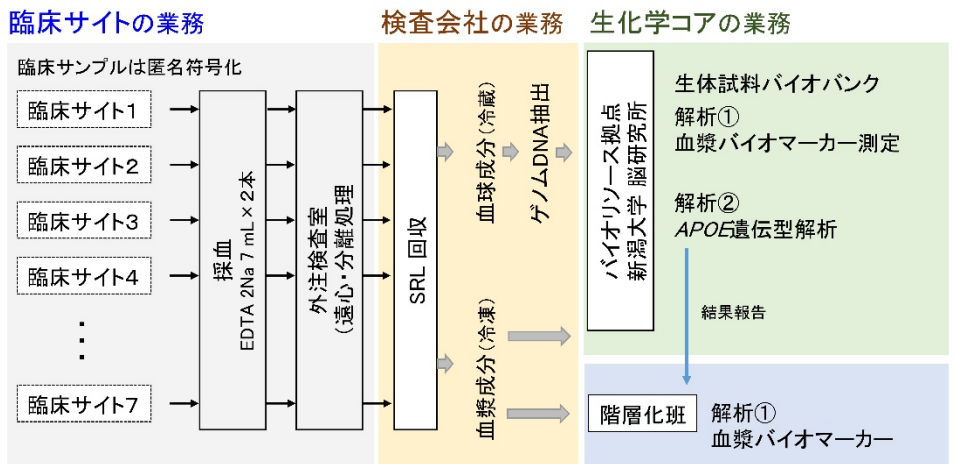 臨床サイトの業務
検査会社の業務
生化学コアの業務
臨床サンプルは匿名符号化
臨床サイト1
臨床サイト2
臨床サイト3
臨床サイト4
臨床サイト7
採血
EDTA 2Na 7 mL×2本
外注検査室
(遠心・分離処理)
SRL 回収
血球成分(冷蔵)
ゲノムDNA抽出
血漿成分(冷凍)
バイオリソース拠点
新潟大学 脳研究所
生体試料バイオバンク
解析①
血漿バイオマーカー測定
解析②
APOE遺伝型解析
結果報告
階層化班
解析①
血漿バイオマーカー